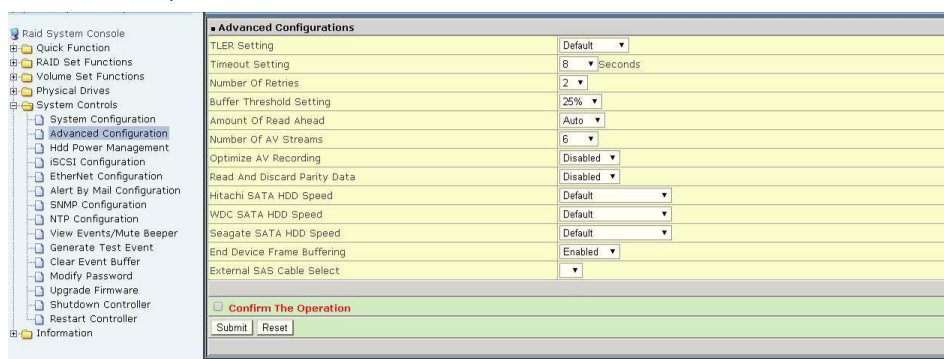 Raid System Console
Quick Function
RAID Set Functions
Volume Set Functions
Physical Drives
System Controls
System Configuration
Advanced Configuration
Hdd Power Management
iSCSI Configuration
EtherNet Configuration
Alert By Mail Configuration
SNMP Configuration
NTP Configuration
View Events/Mute Beeper
Generate Test Event
Clear Event Buffer
Modify Password
Upgrade Firmware
Shutdown Controller
Restart Controller
Information
Advanced Configurations
TLER Setting Default
Timeout Setting 8 Seconds
Number Of Retries 2
Buffer Threshold Setting 25%
Amount Of Read Ahead Auto
Number Of AV Streams 6
Optimize AV Recording Disabled
Read And Discard Parity Data Disabled
Hitachi SATA HDD Speed Default
WDC SATA HDD Speed Default
Seagate SATA HDD Speed Default
End Device Frame Buffering Enabled
External SAS Cable Select
Confirm The Operation
Submit Reset